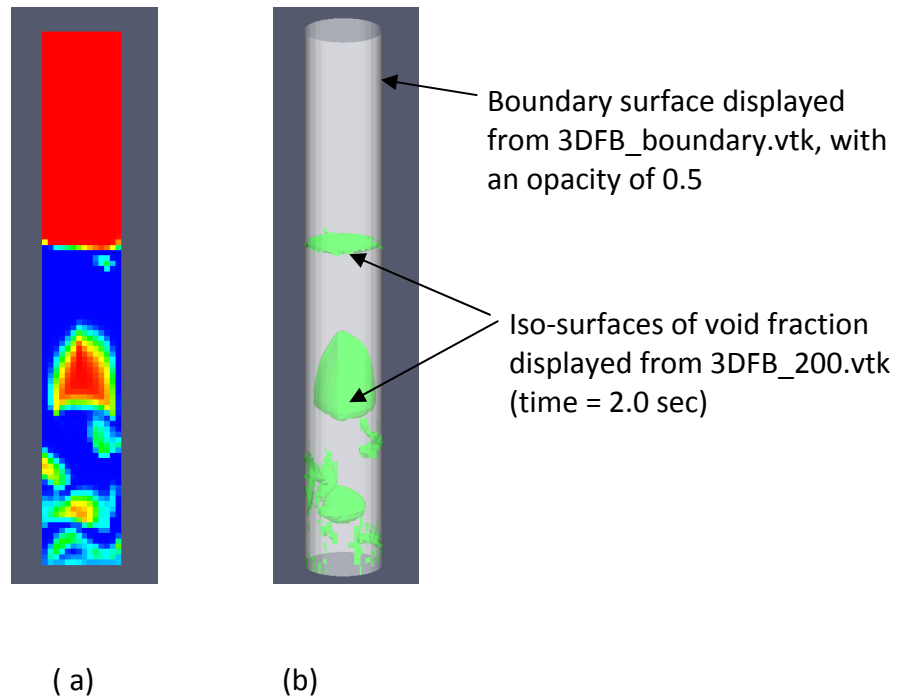 Boundary surface displayed
from 3DFB_boundary.vtk, with
an opacity of 0.5
Iso-surfaces of void fraction
displayed from 3DFB_200.vtk
(time = 2.0 sec)
( a)
(b)